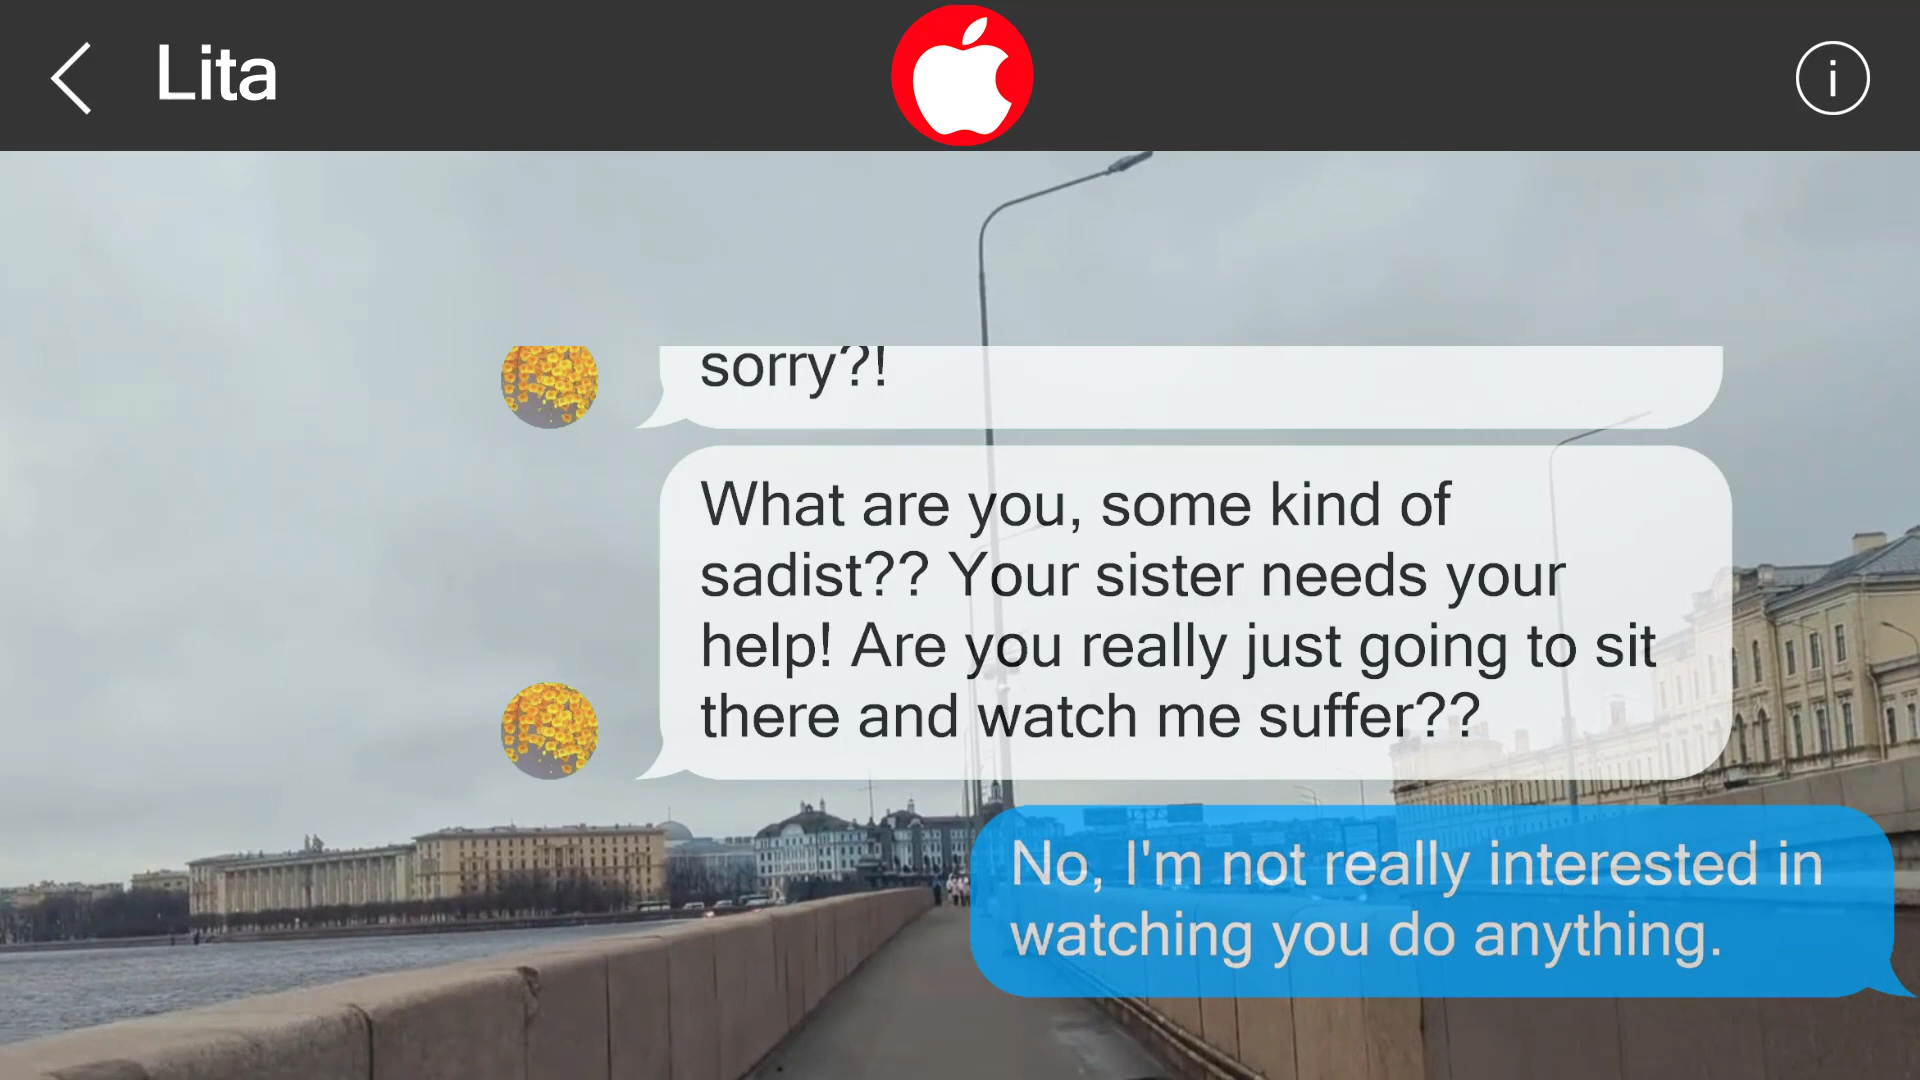 Lita
i
sorry?!
What are you, some kind of
sadist?? Your sister needs your
help! Are you really just going to sit
there and watch me suffer??
No, I'm not really interested in
watching you do anything.